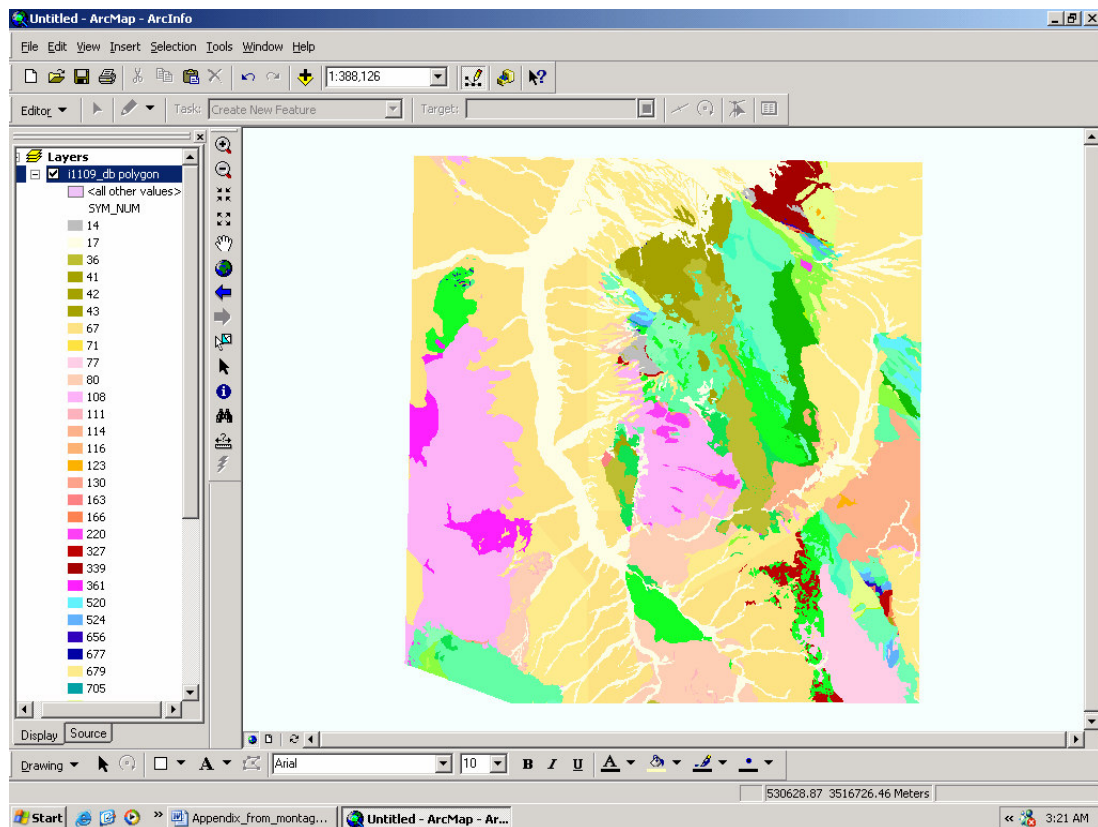 Untitled - ArcMap - ArcInfo
File Edit View Insert Selection Tools Window Help
1:388,126
Editor Task: Create New Feature Target:
Layers
i1109_db polygon
<all other values>
SYM_NUM
14
17
36
41
42
43
67
71
77
80
108
111
114
116
123
130
163
166
220
327
339
361
520
524
656
677
679
705
Display Source
Drawing A Arial 10 B I U A
530628.87 3516726.46 Meters
Start » Appendix_from_montag... Untitled - ArcMap - Ar... « 3:21 AM